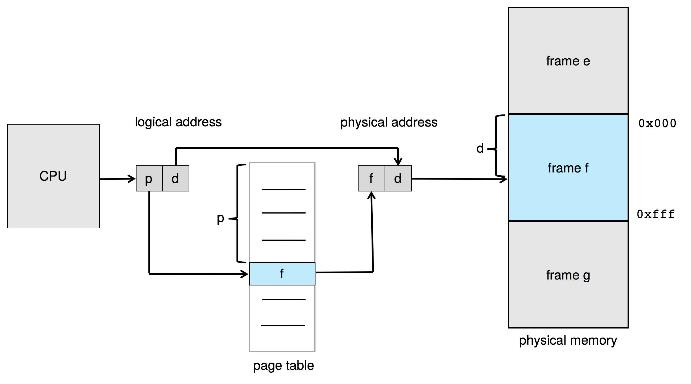 frame e
logical address
physical address
0x000
CPU
p d
f d
d
frame f
p
0xfff
f
frame g
physical memory
page table